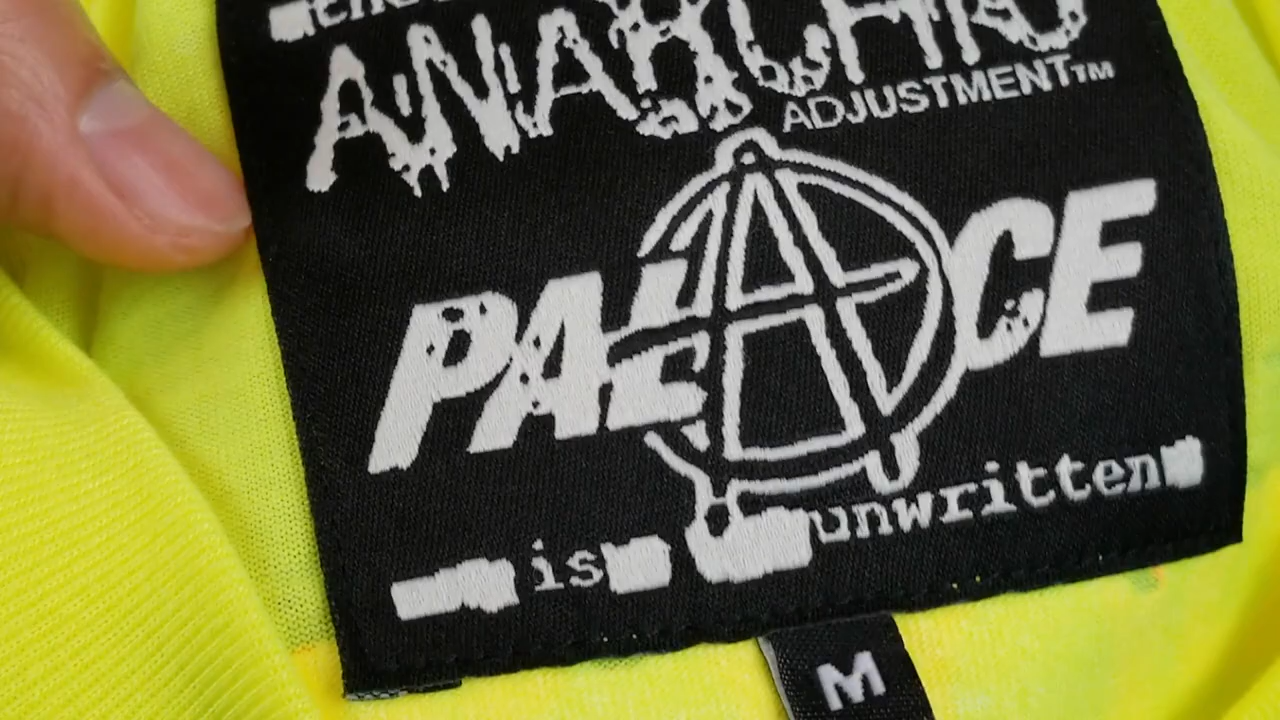 ANARCHIC
ADJUSTMENT™
PALACE
is unwritten
M